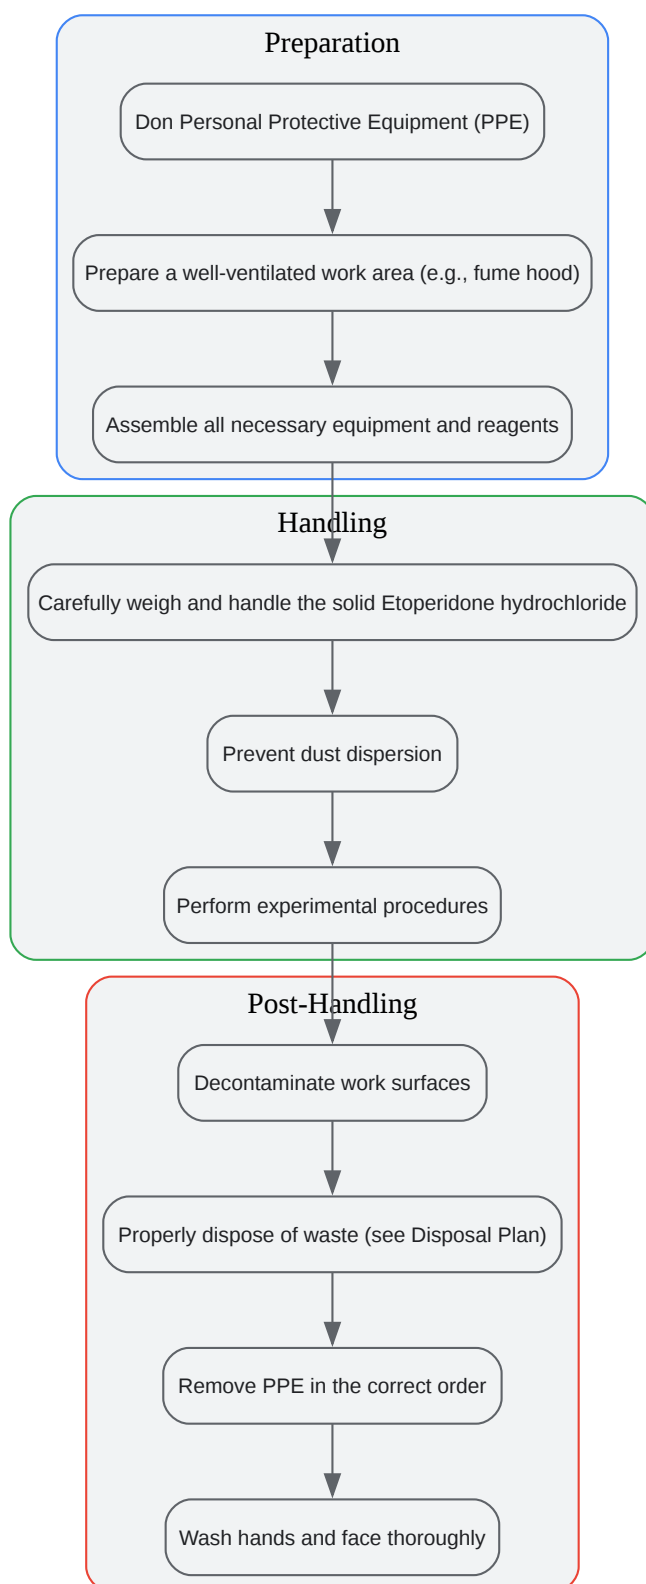 Preparation
Don Personal Protective Equipment (PPE)
Prepare a well-ventilated work area (e.g., fume hood)
Assemble all necessary equipment and reagents
Handling
Carefully weigh and handle the solid Etoperidone hydrochloride
Prevent dust dispersion
Perform experimental procedures
Post-Handling
Decontaminate work surfaces
Properly dispose of waste (see Disposal Plan)
Remove PPE in the correct order
Wash hands and face thoroughly